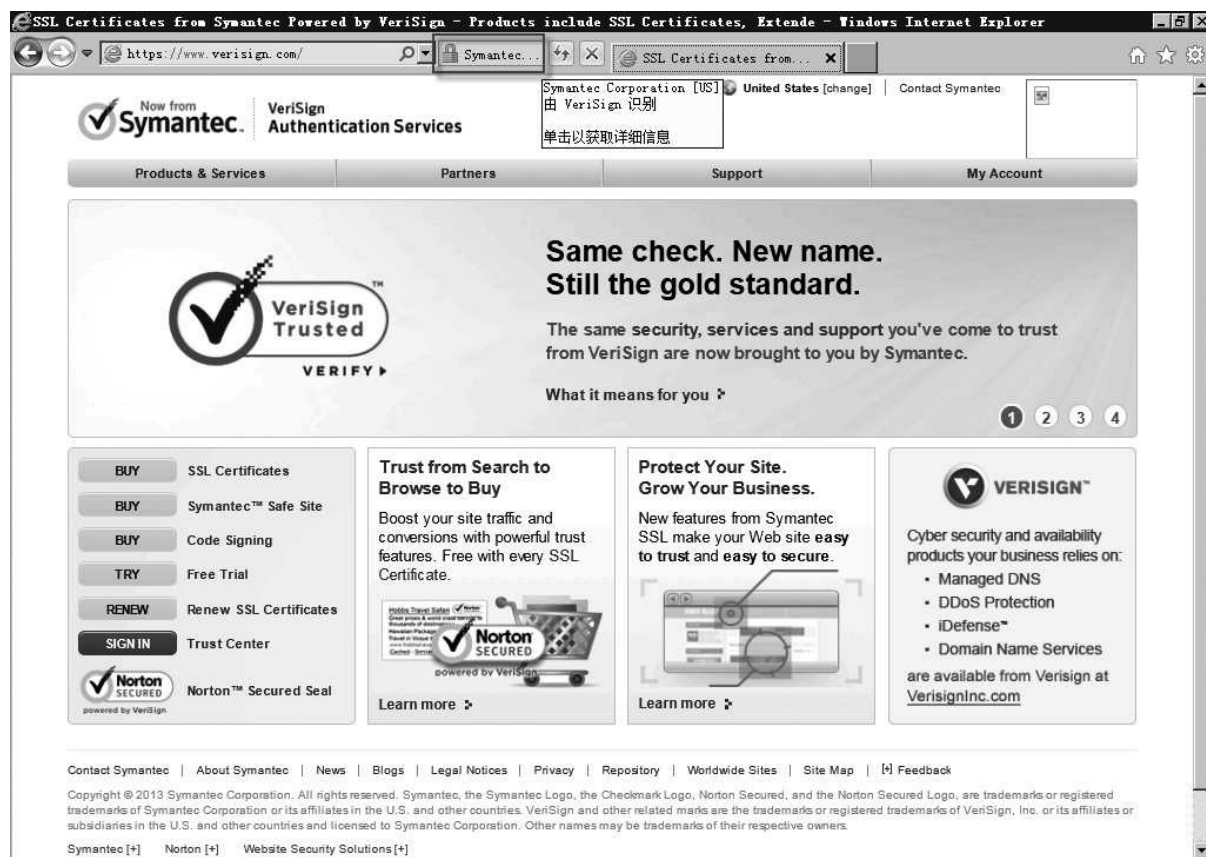 SSL Certificates from Symantec Powered by VeriSign - Products include SSL Certificates, Extende - Windows Internet Explorer
https://www.verisign.com/
Symantec...
SSL Certificates from...
Symantec Corporation [US]
由 VeriSign 识别
单击以获取详细信息
United States [change]
Contact Symantec
Now from
Symantec.
VeriSign
Authentication Services
Products & Services
Partners
Support
My Account
VeriSign
Trusted
™
VERIFY
Same check. New name.
Still the gold standard.
The same security, services and support you've come to trust
from VeriSign are now brought to you by Symantec.
What it means for you
1 2 3 4
BUY SSL Certificates
BUY Symantec™ Safe Site
BUY Code Signing
TRY Free Trial
RENEW Renew SSL Certificates
SIGN IN Trust Center
Norton
SECURED
powered by VeriSign
Norton™ Secured Seal
Trust from Search to
Browse to Buy
Boost your site traffic and
conversions with powerful trust
features. Free with every SSL
Certificate.
Hobbs Travel Safari
Norton
SECURED
powered by VeriSign
Learn more
Protect Your Site.
Grow Your Business.
New features from Symantec
SSL make your Web site easy
to trust and easy to secure.
Learn more
VERISIGN™
Cyber security and availability
products your business relies on:
• Managed DNS
• DDoS Protection
• iDefense™
• Domain Name Services
are available from Verisign at
VerisignInc.com
Contact Symantec | About Symantec | News | Blogs | Legal Notices | Privacy | Repository | Worldwide Sites | Site Map | [+] Feedback
Copyright © 2013 Symantec Corporation. All rights reserved. Symantec, the Symantec Logo, the Checkmark Logo, Norton Secured, and the Norton Secured Logo, are trademarks or registered
trademarks of Symantec Corporation or its affiliates in the U.S. and other countries. VeriSign and other related marks are the trademarks or registered trademarks of VeriSign, Inc. or its affiliates or
subsidiaries in the U.S. and other countries and licensed to Symantec Corporation. Other names may be trademarks of their respective owners.
Symantec [+] Norton [+] Website Security Solutions [+]